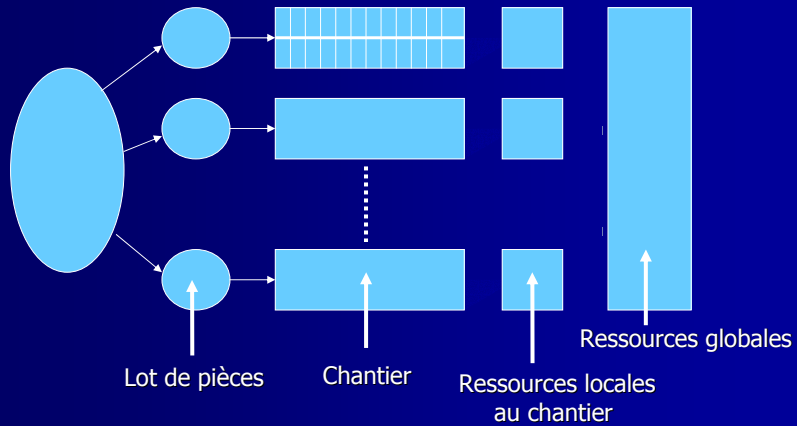 Ressources globales
Lot de pièces
Chantier
Ressources locales
au chantier